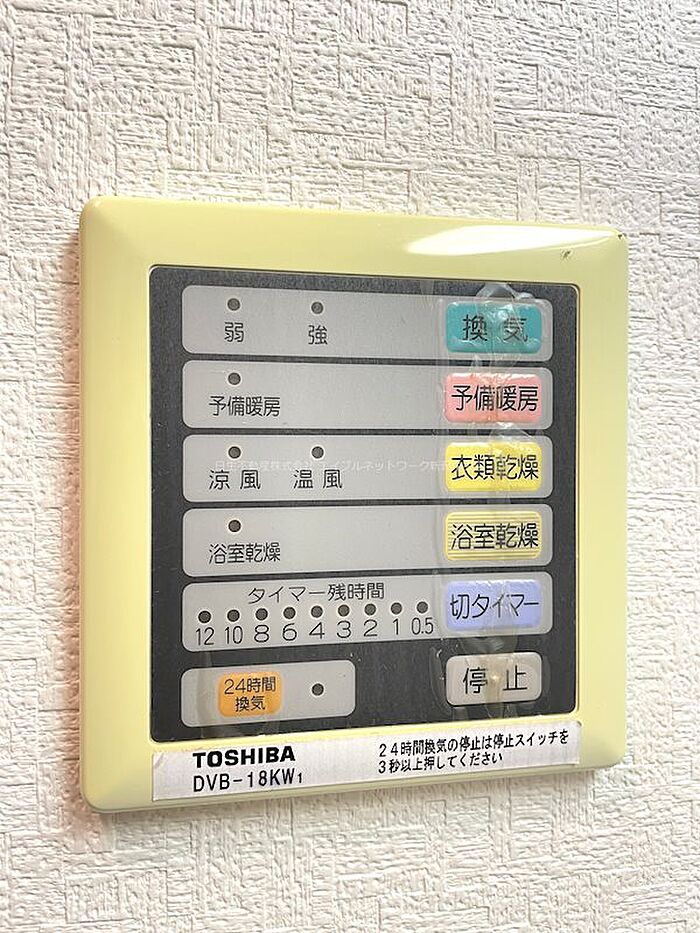 弱 強 換気
予備暖房 予備暖房
涼風 温風 衣類乾燥
浴室乾燥 浴室乾燥
タイマー残時間
12 10 8 6 4 3 2 1 0.5 切タイマー
24時間
換気
停止
TOSHIBA
DVB-18KW1
24時間換気の停止は停止スイッチを
3秒以上押してください